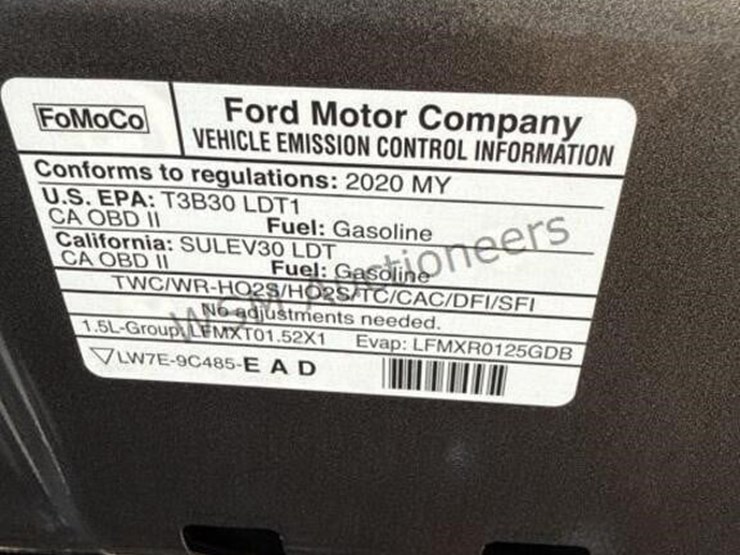 FoMoCo
Ford Motor Company
VEHICLE EMISSION CONTROL INFORMATION
Conforms to regulations: 2020 MY
U.S. EPA: T3B30 LDT1
CA OBD II Fuel: Gasoline
California: SULEV30 LDT
CA OBD II Fuel: Gasoline
TWC/WR-HO2S/HO2S/TC/CAC/DFI/SFI
No adjustments needed.
1.5L-Group: LFMXT01.52X1 Evap: LFMXR0125GDB
LW7E-9C485-E A D
WSM Auctioneers